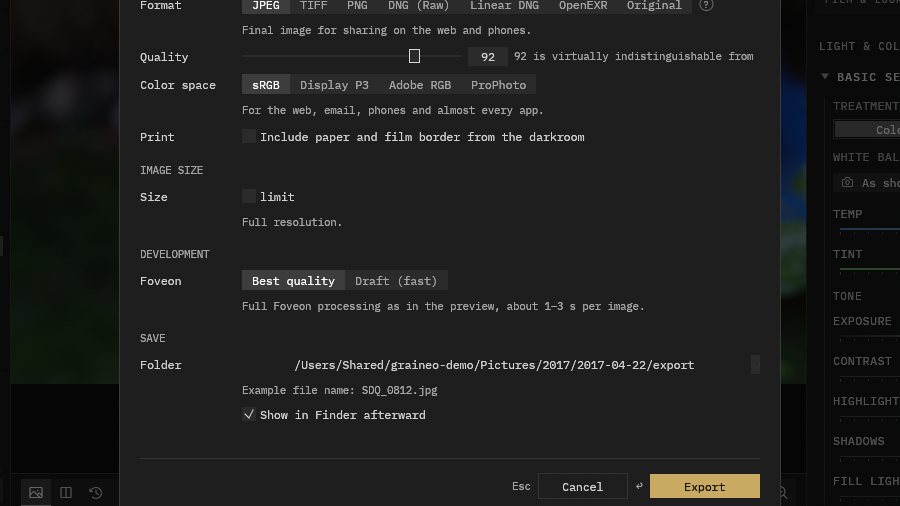 Format JPEG TIFF PNG DNG (Raw) Linear DNG OpenEXR Original ?
Final image for sharing on the web and phones.
Quality 92 92 is virtually indistinguishable from
Color space sRGB Display P3 Adobe RGB ProPhoto
For the web, email, phones and almost every app.
Print Include paper and film border from the darkroom
IMAGE SIZE
Size limit
Full resolution.
DEVELOPMENT
Foveon Best quality Draft (fast)
Full Foveon processing as in the preview, about 1–3 s per image.
SAVE
Folder /Users/Shared/graineo-demo/Pictures/2017/2017-04-22/export
Example file name: SDQ_0812.jpg
Show in Finder afterward
Esc Cancel ⏎ Export
LIGHT & COL
BASIC SE
TREATMENT
Colo
WHITE BAL
As sho
TEMP
TINT
TONE
EXPOSURE
CONTRAST
HIGHLIGHT
SHADOWS
FILL LIGH